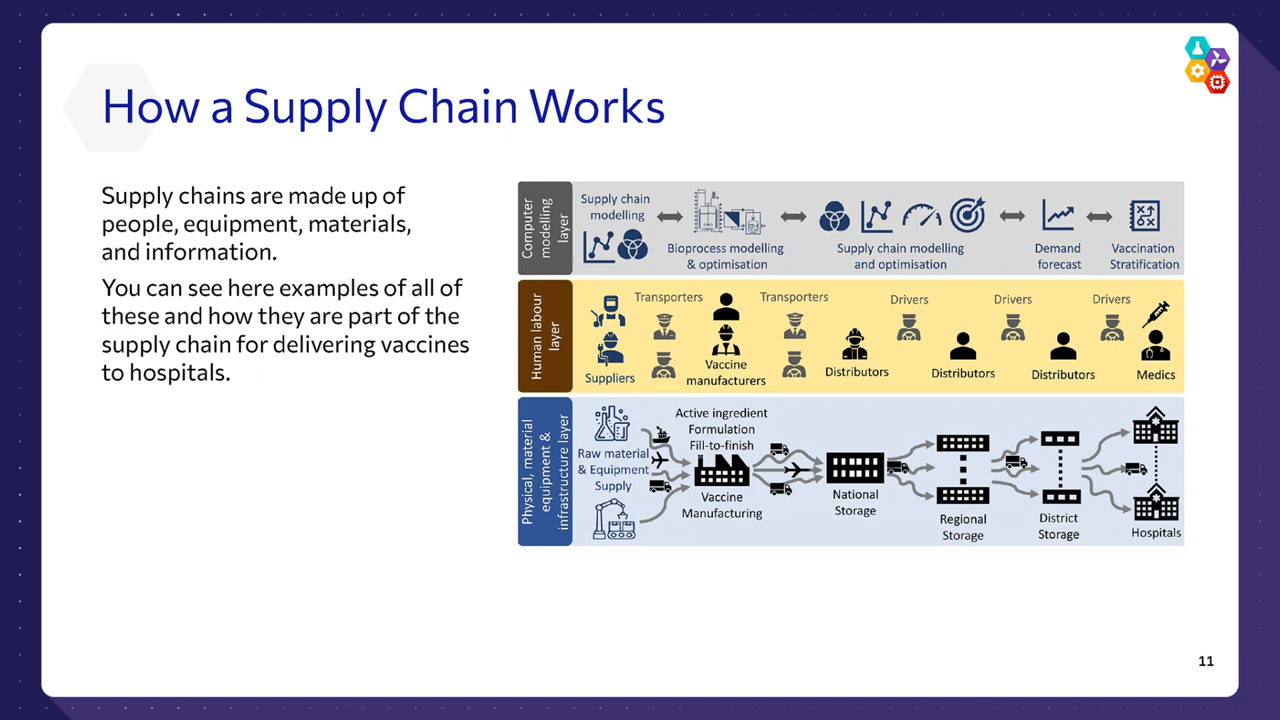 How a Supply Chain Works
Supply chains are made up of
people, equipment, materials,
and information.
You can see here examples of all of
these and how they are part of the
supply chain for delivering vaccines
to hospitals.
Computer
modelling
layer
Supply chain
modelling
Bioprocess modelling
& optimisation
Supply chain modelling
and optimisation
Demand
forecast
Vaccination
Stratification
Human labour
layer
Suppliers
Transporters
Vaccine
manufacturers
Transporters
Distributors
Drivers
Distributors
Drivers
Distributors
Drivers
Medics
Physical, material
equipment &
infrastructure layer
Raw material
& Equipment
Supply
Active ingredient
Formulation
Fill-to-finish
Vaccine
Manufacturing
National
Storage
Regional
Storage
District
Storage
Hospitals
11